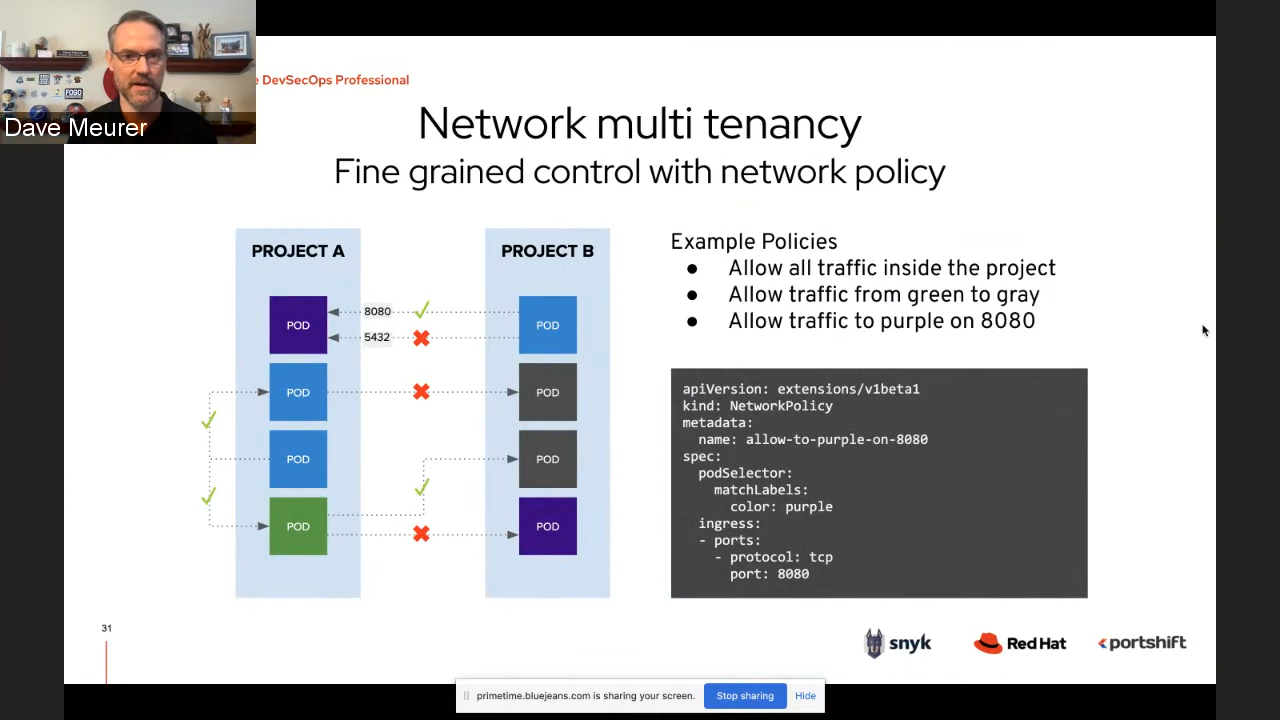 Dave Meurer
e DevSecOps Professional
Network multi tenancy
Fine grained control with network policy
PROJECT A
PROJECT B
POD
8080
5432
POD
POD
POD
POD
POD
POD
POD
POD
Example Policies
● Allow all traffic inside the project
● Allow traffic from green to gray
● Allow traffic to purple on 8080
apiVersion: extensions/v1beta1
kind: NetworkPolicy
metadata:
  name: allow-to-purple-on-8080
spec:
  podSelector:
    matchLabels:
      color: purple
  ingress:
  - ports:
    - protocol: tcp
      port: 8080
31
snyk
Red Hat
portshift
primetime.bluejeans.com is sharing your screen.
Stop sharing
Hide
FOGO